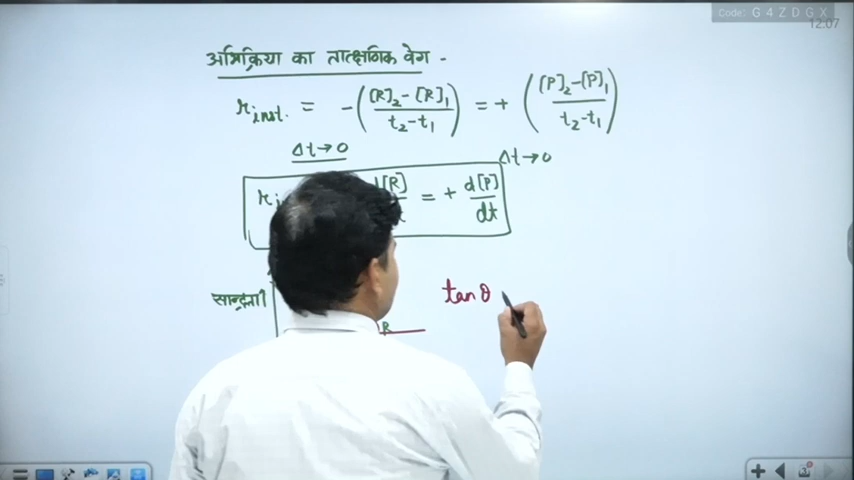 Code: G 4 Z D G X
12:07
अभिक्रिया का तात्क्षणिक वेग -
r inst. = - ([R]₂ - [R]₁ / t₂ - t₁) = + ([P]₂ - [P]₁ / t₂ - t₁)
Δt → 0
Δt → 0
d[R] = + d[P]/dt
सान्द्रता
tan θ
R